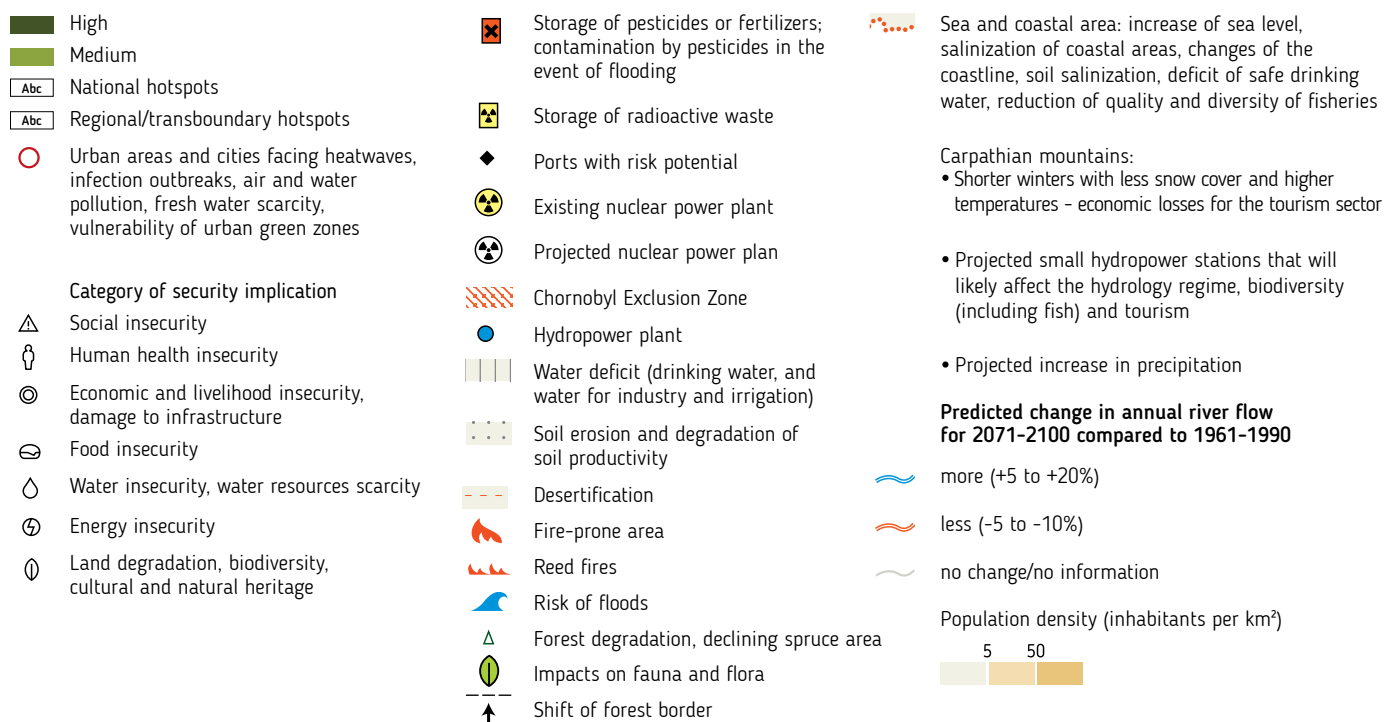 High
Medium
Abc National hotspots
Abc Regional/transboundary hotspots
Urban areas and cities facing heatwaves,
infection outbreaks, air and water
pollution, fresh water scarcity,
vulnerability of urban green zones
Category of security implication
Social insecurity
Human health insecurity
Economic and livelihood insecurity,
damage to infrastructure
Food insecurity
Water insecurity, water resources scarcity
Energy insecurity
Land degradation, biodiversity,
cultural and natural heritage
Storage of pesticides or fertilizers;
contamination by pesticides in the
event of flooding
Storage of radioactive waste
Ports with risk potential
Existing nuclear power plant
Projected nuclear power plan
Chornobyl Exclusion Zone
Hydropower plant
Water deficit (drinking water, and
water for industry and irrigation)
Soil erosion and degradation of
soil productivity
Desertification
Fire-prone area
Reed fires
Risk of floods
Forest degradation, declining spruce area
Impacts on fauna and flora
Shift of forest border
Sea and coastal area: increase of sea level,
salinization of coastal areas, changes of the
coastline, soil salinization, deficit of safe drinking
water, reduction of quality and diversity of fisheries
Carpathian mountains:
• Shorter winters with less snow cover and higher
temperatures - economic losses for the tourism sector
• Projected small hydropower stations that will
likely affect the hydrology regime, biodiversity
(including fish) and tourism
• Projected increase in precipitation
Predicted change in annual river flow
for 2071-2100 compared to 1961-1990
more (+5 to +20%)
less (-5 to -10%)
no change/no information
Population density (inhabitants per km²)
5 50